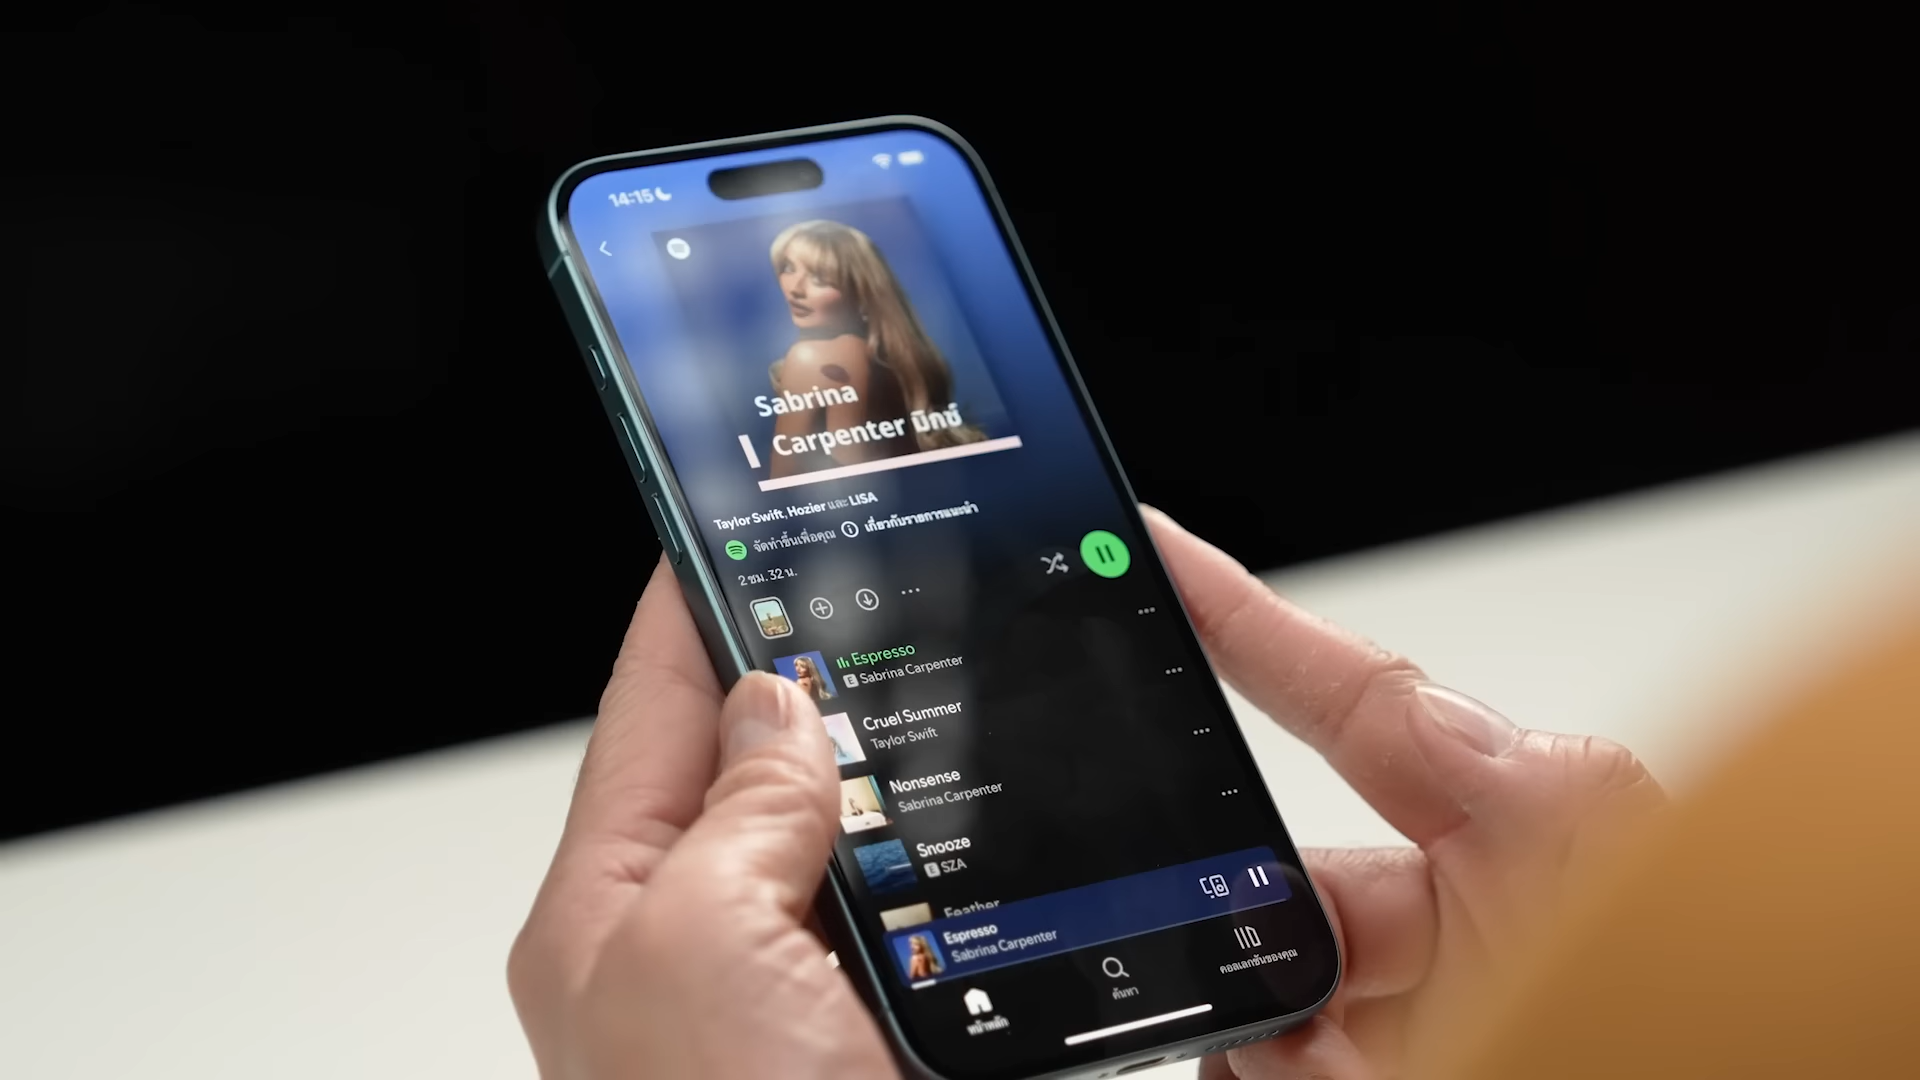 14:15
Sabrina
Carpenter มิกซ์
Taylor Swift, Hozier และ LISA
จัดทำขึ้นเพื่อคุณ เกี่ยวกับรายการแนะนำ
2 ชม. 32 น.
Espresso
E Sabrina Carpenter
Cruel Summer
Taylor Swift
Nonsense
Sabrina Carpenter
Snooze
E SZA
Feather
Espresso
Sabrina Carpenter
หน้าหลัก
ค้นหา
คอลเลกชันของคุณ